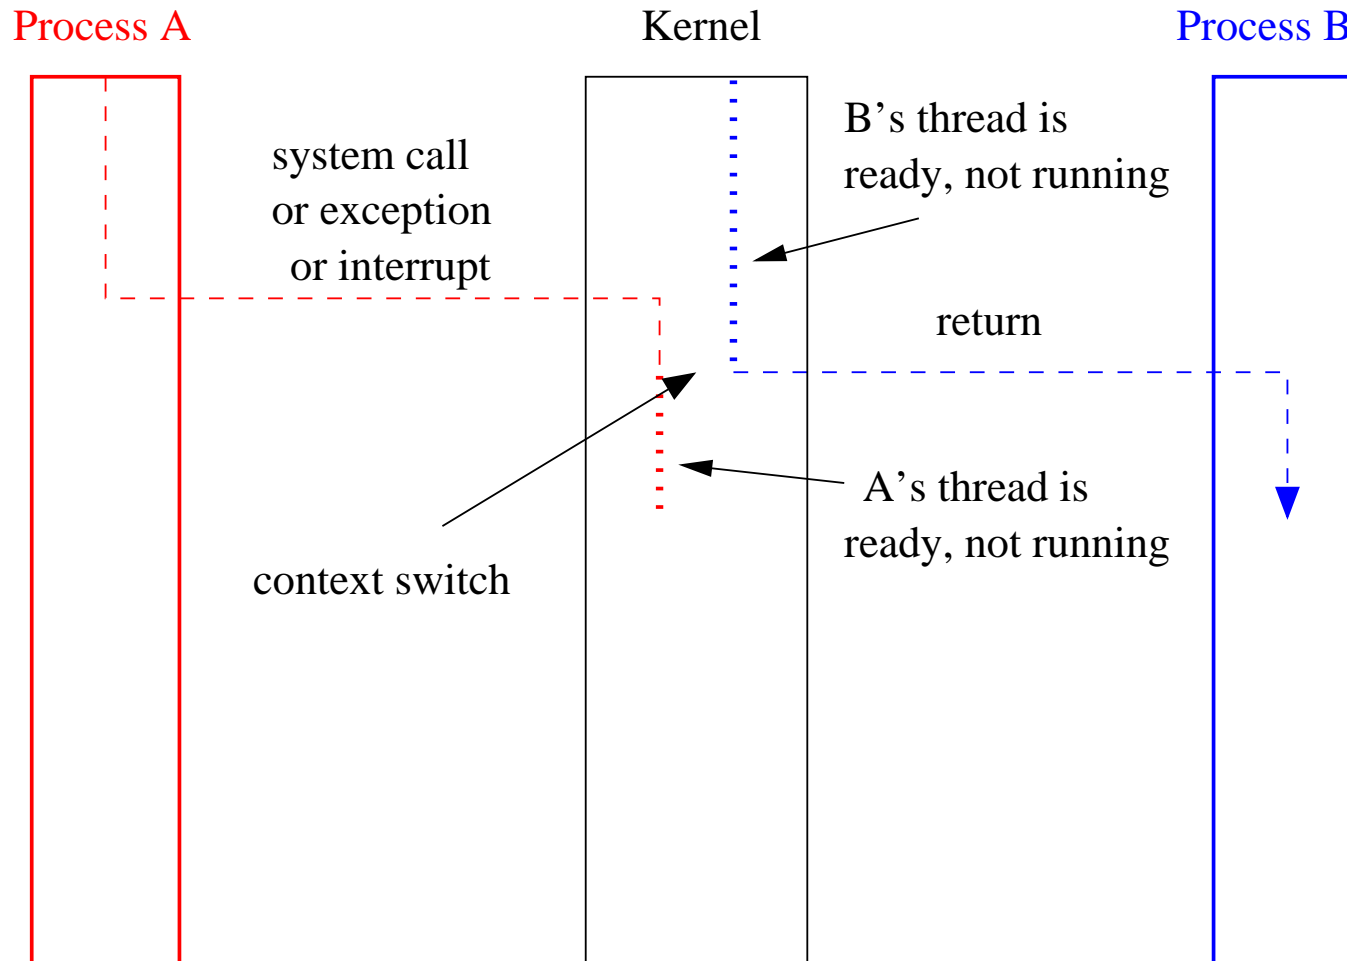 Process A
Kernel
Process B
B’s thread is
ready, not running
system call
or exception
or interrupt
return
A’s thread is
ready, not running
context switch